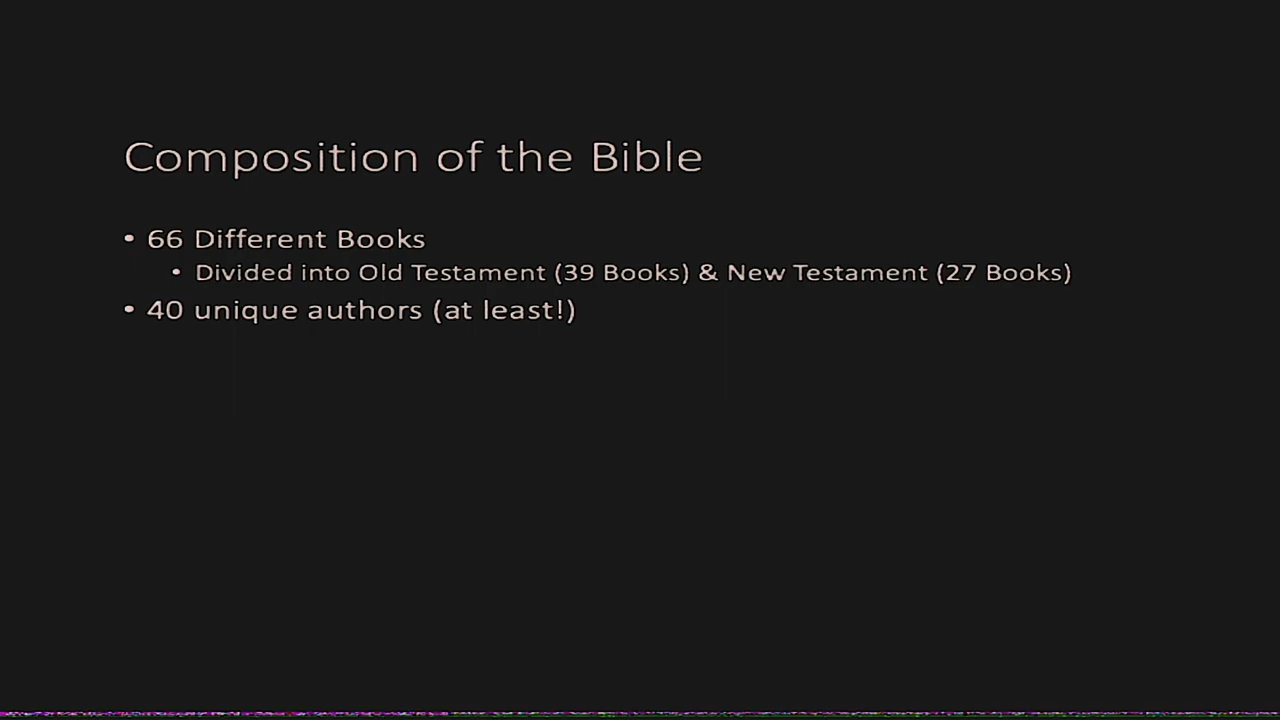 Composition of the Bible
• 66 Different Books
• Divided into Old Testament (39 Books) & New Testament (27 Books)
• 40 unique authors (at least!)